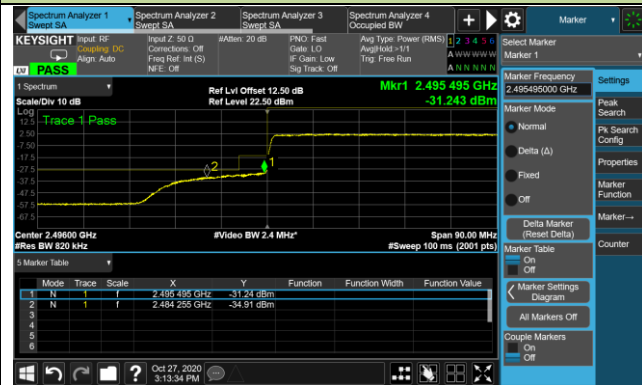 Spectrum Analyzer 1
Swept SA
Spectrum Analyzer 2
Swept SA
Spectrum Analyzer 3
Swept SA
Spectrum Analyzer 4
Occupied BW
+
Marker
KEYSIGHT
Input: RF
Coupling: DC
Align: Auto
Input Z: 50 Ω
Corrections: Off
Freq Ref: Int (S)
NFE: Off
#Atten: 20 dB
PNO: Fast
Gate: LO
IF Gain: Low
Sig Track: Off
Avg Type: Power (RMS)
Avg|Hold:>1/1
Trig: Free Run
1 2 3 4 5 6
A W W W W W
A N N N N N
LXI
PASS
Select Marker
Marker 1
1 Spectrum
Scale/Div 10 dB
Ref Lvl Offset 12.50 dB
Ref Level 22.50 dBm
Mkr1 2.495 495 GHz
-31.243 dBm
Log
Trace 1 Pass
12.5
2.50
-7.50
-17.5
-27.5
-37.5
-47.5
-57.5
-67.5
2
1
Center 2.49600 GHz
#Res BW 820 kHz
#Video BW 2.4 MHz*
Span 90.00 MHz
#Sweep 100 ms (2001 pts)
5 Marker Table
Mode Trace Scale X Y Function Function Width Function Value
1 N 1 f 2.495 495 GHz -31.24 dBm
2 N 1 f 2.484 255 GHz -34.91 dBm
3
4
5
6
Marker Frequency
2.495495000 GHz
Marker Mode
Normal
Delta (Δ)
Fixed
Off
Delta Marker
(Reset Delta)
Marker Table
On
Off
Marker Settings
Diagram
All Markers Off
Couple Markers
On
Off
Settings
Peak
Search
Pk Search
Config
Properties
Marker
Function
Marker→
Counter
?
Oct 27, 2020
3:13:34 PM